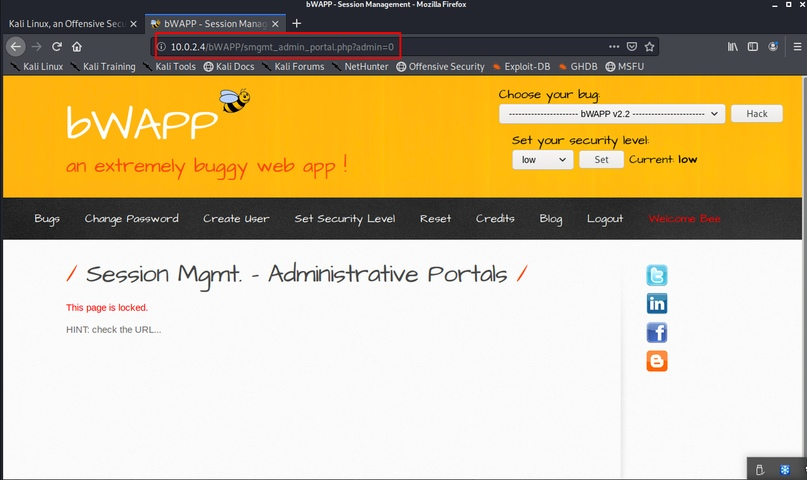 bWAPP - Session Management - Mozilla Firefox
Kali Linux, an Offensive Secu
bWAPP - Session Manag
10.0.2.4/bWAPP/smgmt_admin_portal.php?admin=0
Kali Linux Kali Training Kali Tools Kali Docs Kali Forums NetHunter Offensive Security Exploit-DB GHDB MSFU
bWAPP
an extremely buggy web app !
Choose your bug:
---------------------- bWAPP v2.2 ----------------------- Hack
Set your security level:
low Set Current: low
Bugs Change Password Create User Set Security Level Reset Credits Blog Logout Welcome Bee
/ Session Mgmt. - Administrative Portals /
This page is locked.
HINT: check the URL...